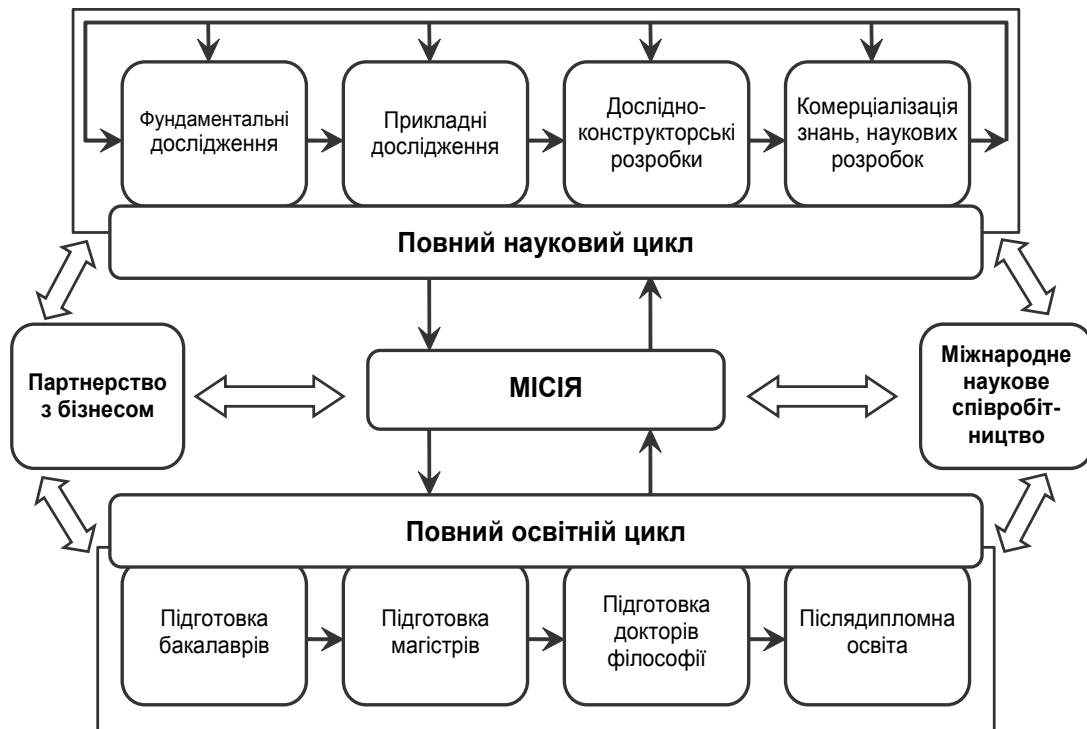 Фундаментальні
дослідження
Прикладні
дослідження
Дослідно-
конструкторські
розробки
Комерціалізація
знань, наукових
розробок
Повний науковий цикл
Партнерство
з бізнесом
МІСІЯ
Міжнародне
наукове
співробіт-
ництво
Повний освітній цикл
Підготовка
бакалаврів
Підготовка
магістрів
Підготовка
докторів
філософії
Післядипломна
освіта